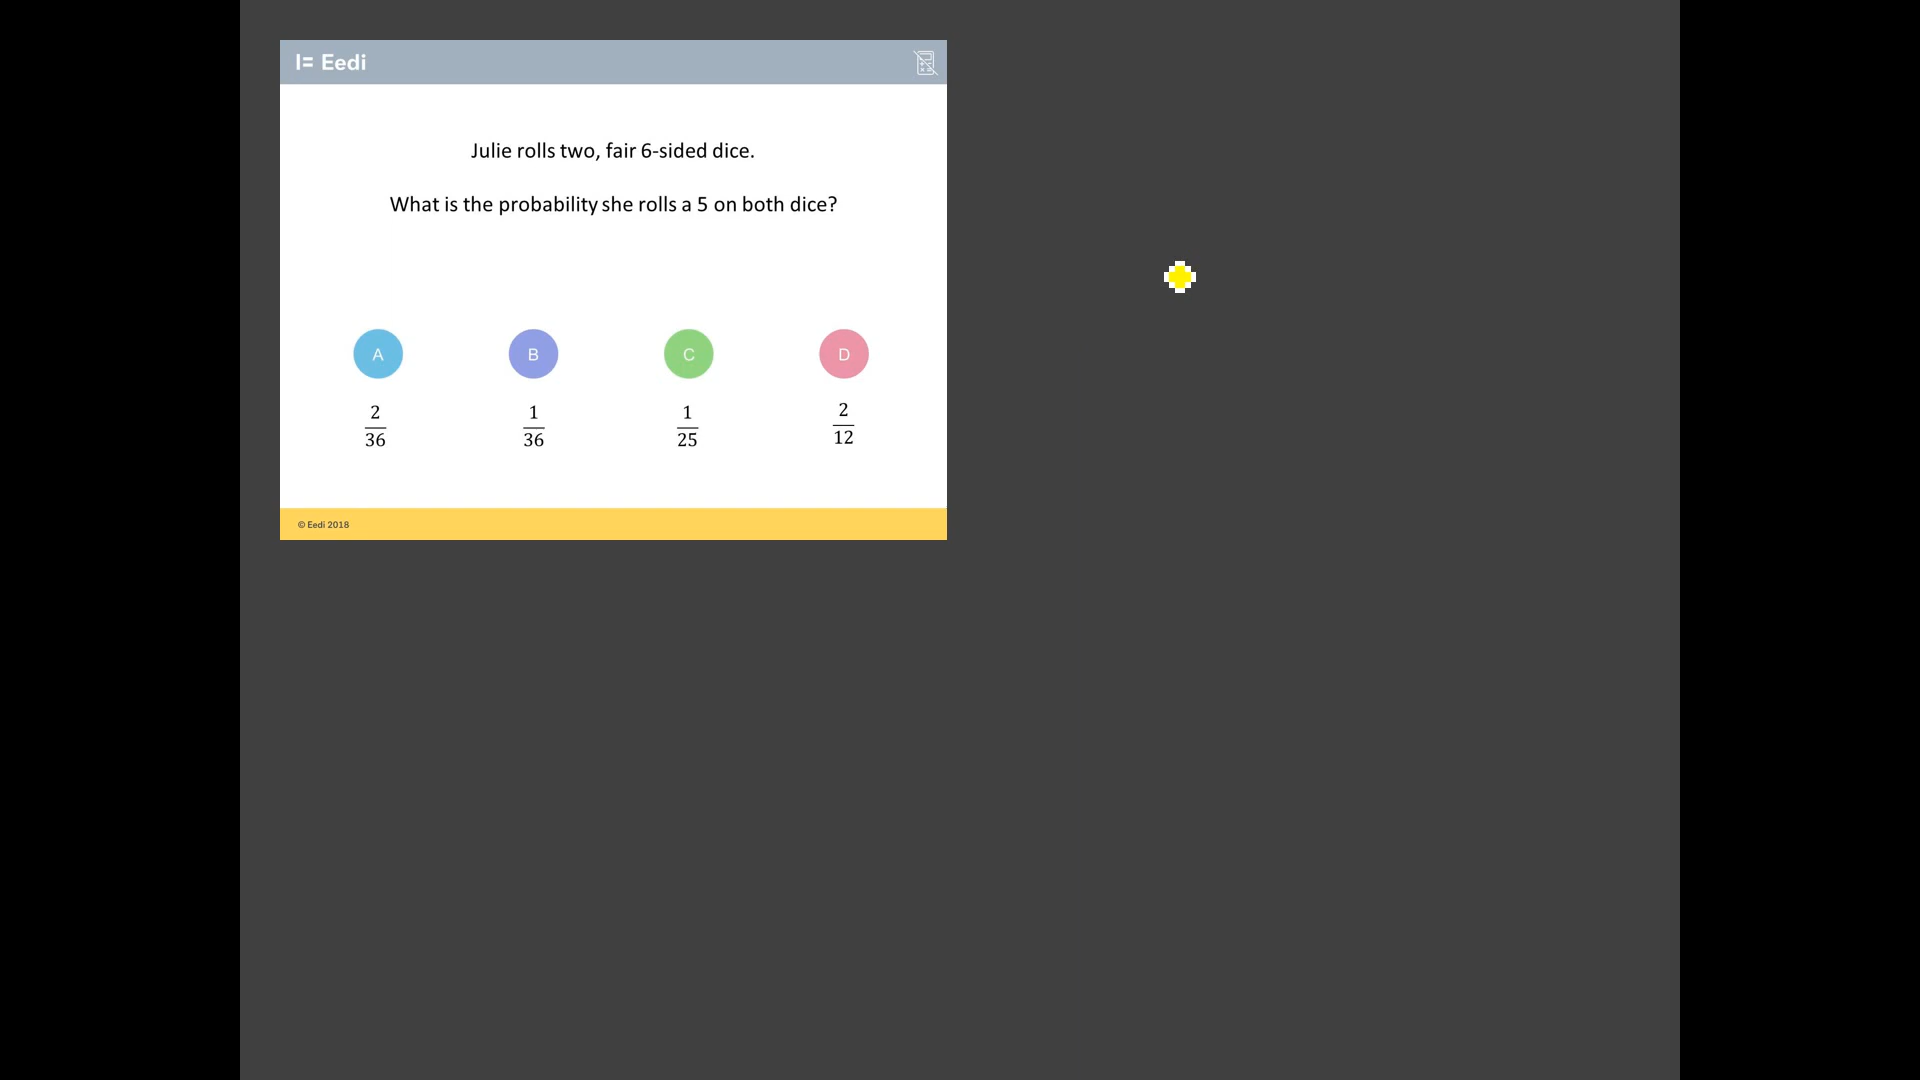 Eedi
Julie rolls two, fair 6-sided dice.
What is the probability she rolls a 5 on both dice?
A B C D
2/36 1/36 1/25 2/12
© Eedi 2018